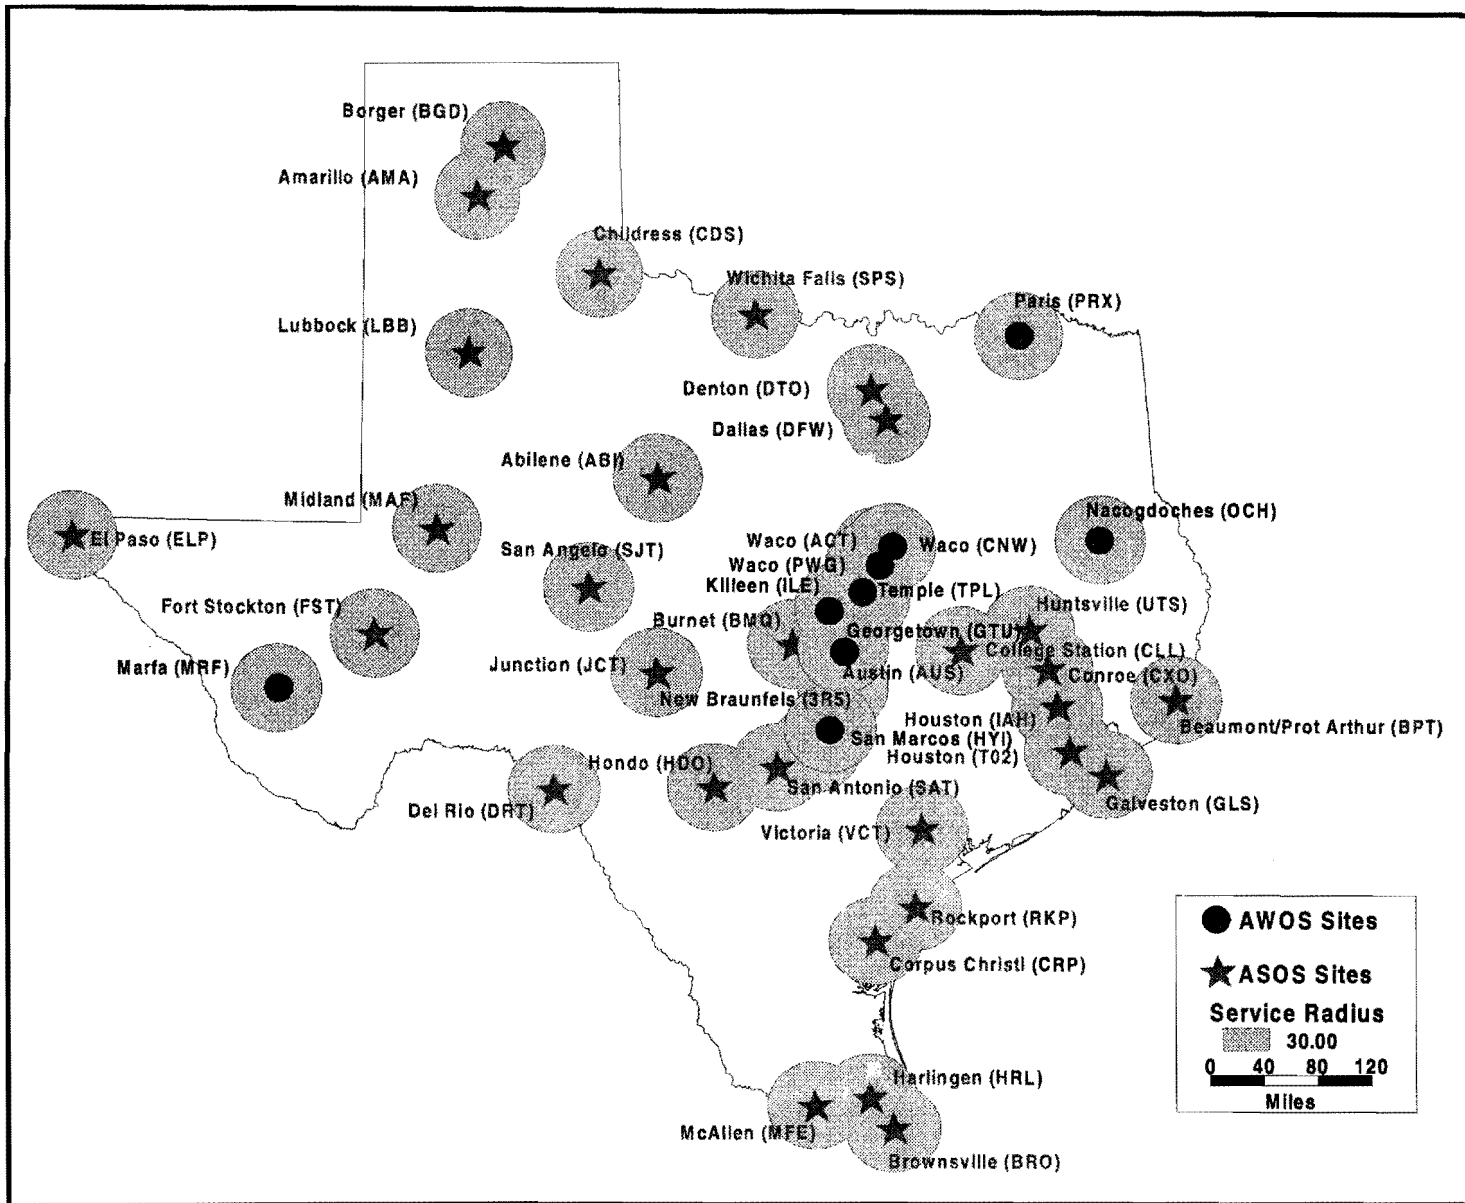 Borger (BGD)
Amarillo (AMA)
Childress (CDS)
Wichita Falls (SPS)
Paris (PRX)
Lubbock (LBB)
Denton (DTO)
Dallas (DFW)
Abilene (ABI)
Midland (MAF)
Nacogdoches (OCH)
El Paso (ELP)
San Angelo (SJT)
Waco (ACT)
Waco (CNW)
Waco (PWG)
Killeen (ILE)
Temple (TPL)
Fort Stockton (FST)
Huntsville (UTS)
Burnet (BMQ)
Georgetown (GTU)
College Station (CLL)
Marfa (MRF)
Junction (JCT)
Austin (AUS)
Conroe (CXO)
New Braunfels (3R5)
Houston (IAH)
Beaumont/Prot Arthur (BPT)
San Marcos (HYI)
Houston (T02)
Hondo (HDO)
San Antonio (SAT)
Galveston (GLS)
Del Rio (DRT)
Victoria (VCT)
Rockport (RKP)
Corpus Christi (CRP)
Harlingen (HRL)
McAllen (MFE)
Brownsville (BRO)
AWOS Sites
ASOS Sites
Service Radius
30.00
0 40 80 120
Miles